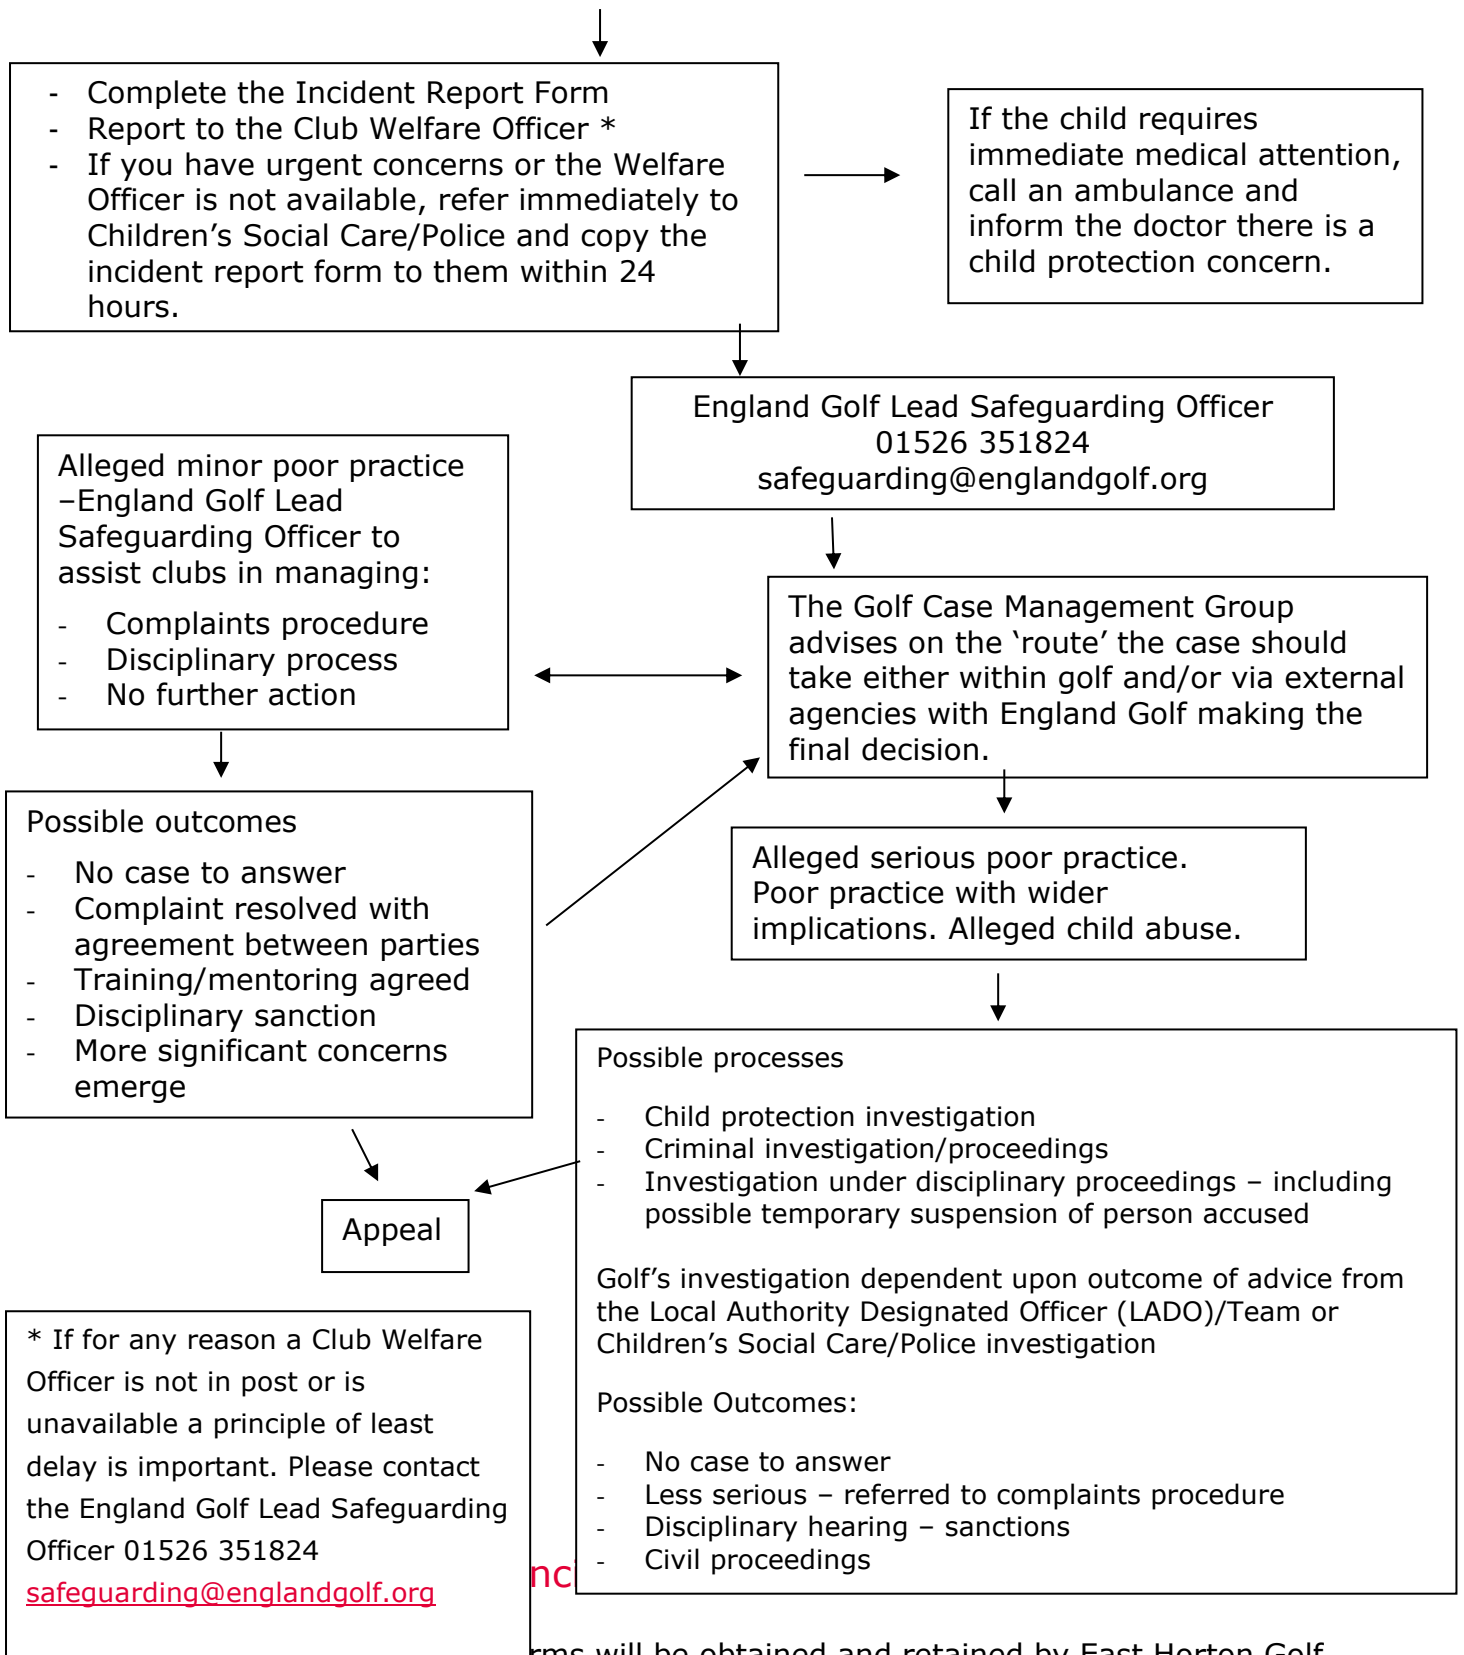 - Complete the Incident Report Form
- Report to the Club Welfare Officer *
- If you have urgent concerns or the Welfare
Officer is not available, refer immediately to
Children’s Social Care/Police and copy the
incident report form to them within 24
hours.
If the child requires
immediate medical attention,
call an ambulance and
inform the doctor there is a
child protection concern.
England Golf Lead Safeguarding Officer
01526 351824
safeguarding@englandgolf.org
Alleged minor poor practice
–England Golf Lead
Safeguarding Officer to
assist clubs in managing:
- Complaints procedure
- Disciplinary process
- No further action
The Golf Case Management Group
advises on the ‘route’ the case should
take either within golf and/or via external
agencies with England Golf making the
final decision.
Possible outcomes
- No case to answer
- Complaint resolved with
agreement between parties
- Training/mentoring agreed
- Disciplinary sanction
- More significant concerns
emerge
Alleged serious poor practice.
Poor practice with wider
implications. Alleged child abuse.
Possible processes
- Child protection investigation
- Criminal investigation/proceedings
- Investigation under disciplinary proceedings – including
possible temporary suspension of person accused
Golf’s investigation dependent upon outcome of advice from
the Local Authority Designated Officer (LADO)/Team or
Children’s Social Care/Police investigation
Possible Outcomes:
- No case to answer
- Less serious – referred to complaints procedure
- Disciplinary hearing – sanctions
- Civil proceedings
Appeal
* If for any reason a Club Welfare
Officer is not in post or is
unavailable a principle of least
delay is important. Please contact
the England Golf Lead Safeguarding
Officer 01526 351824
safeguarding@englandgolf.org
will be obtained and retained by East Horton Golf